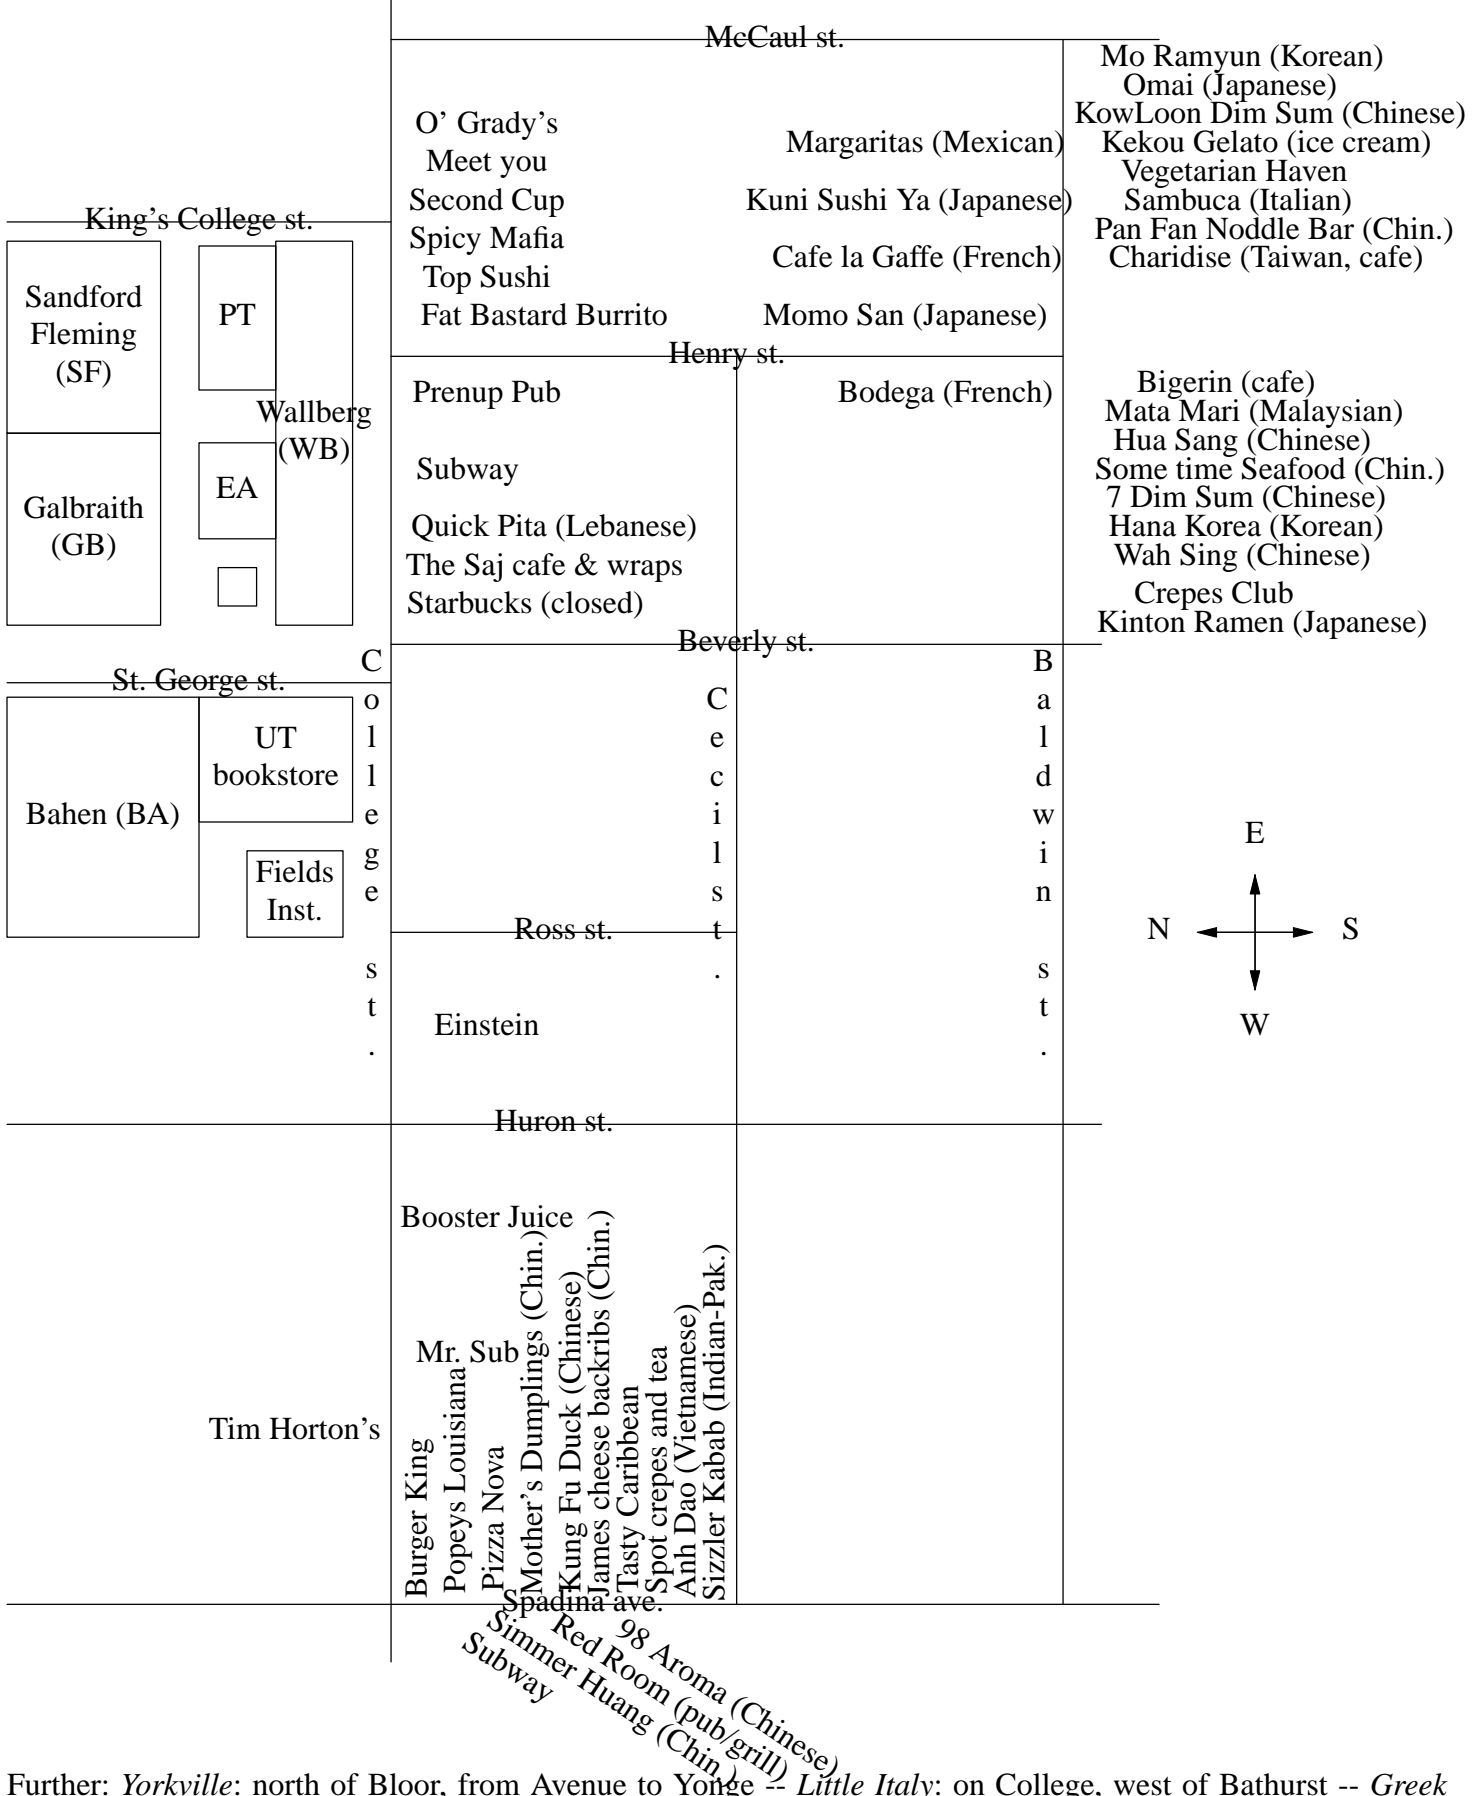 McCaul st.
Mo Ramyun (Korean)
Omai (Japanese)
KowLoon Dim Sum (Chinese)
Kekou Gelato (ice cream)
Vegetarian Haven
Sambuca (Italian)
Pan Fan Noddle Bar (Chin.)
Charidise (Taiwan, cafe)
O' Grady's
Meet you
Second Cup
Spicy Mafia
Top Sushi
Fat Bastard Burrito
Margaritas (Mexican)
Kuni Sushi Ya (Japanese)
Cafe la Gaffe (French)
Momo San (Japanese)
King's College st.
Sandford
Fleming
(SF)
PT
Wallberg
(WB)
Galbraith
(GB)
EA
Henry st.
Prenup Pub
Subway
Quick Pita (Lebanese)
The Saj cafe & wraps
Starbucks (closed)
Bodega (French)
Bigerin (cafe)
Mata Mari (Malaysian)
Hua Sang (Chinese)
Some time Seafood (Chin.)
7 Dim Sum (Chinese)
Hana Korea (Korean)
Wah Sing (Chinese)
Crepes Club
Kinton Ramen (Japanese)
Beverly st.
St. George st.
UT
bookstore
Bahen (BA)
Fields
Inst.
College st.
Cecil st.
Baldwin st.
E
N
S
W
Ross st.
Einstein
Huron st.
Booster Juice
Mr. Sub
Tim Horton's
Burger King
Popeys Louisiana
Pizza Nova
Mother's Dumplings (Chin.)
Kung Fu Duck (Chinese)
James cheese backribs (Chin.)
Tasty Caribbean
Spot crepes and tea
Anh Dao (Vietnamese)
Sizzler Kabab (Indian-Pak.)
Spadina ave.
98 Aroma (Chinese)
Red Room (pub/grill)
Simmer Huang (Chin.)
Subway
Further: Yorkville: north of Bloor, from Avenue to Yonge -- Little Italy: on College, west of Bathurst -- Greek